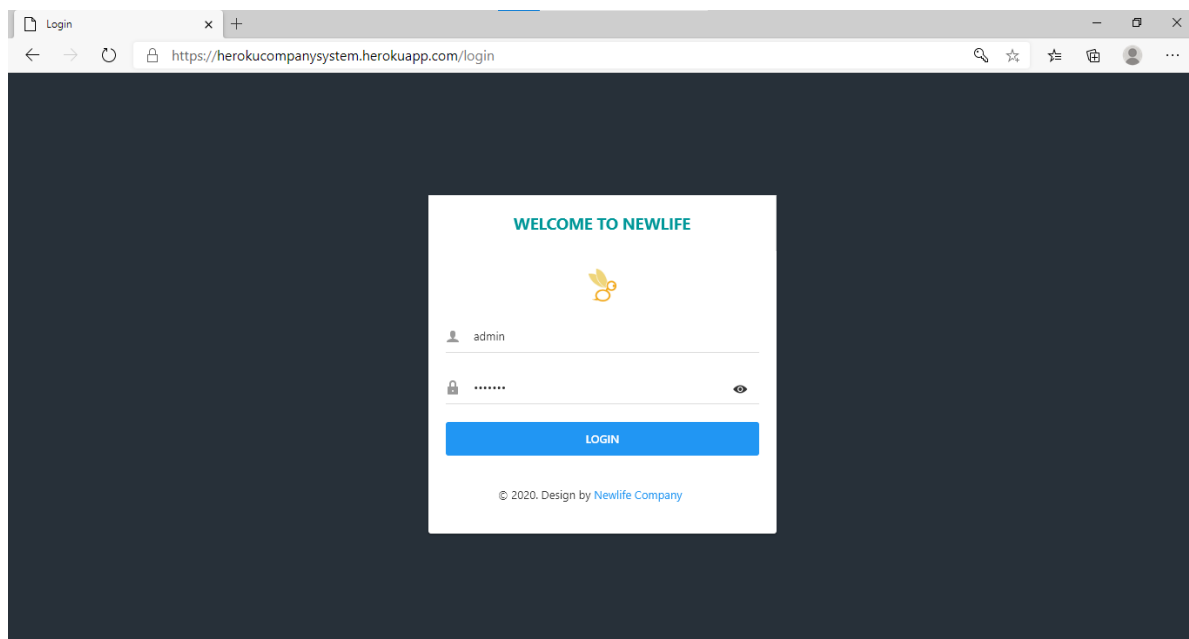 Login
https://herokucompanysystem.herokuapp.com/login
WELCOME TO NEWLIFE
admin
•••••••
LOGIN
© 2020. Design by Newlife Company